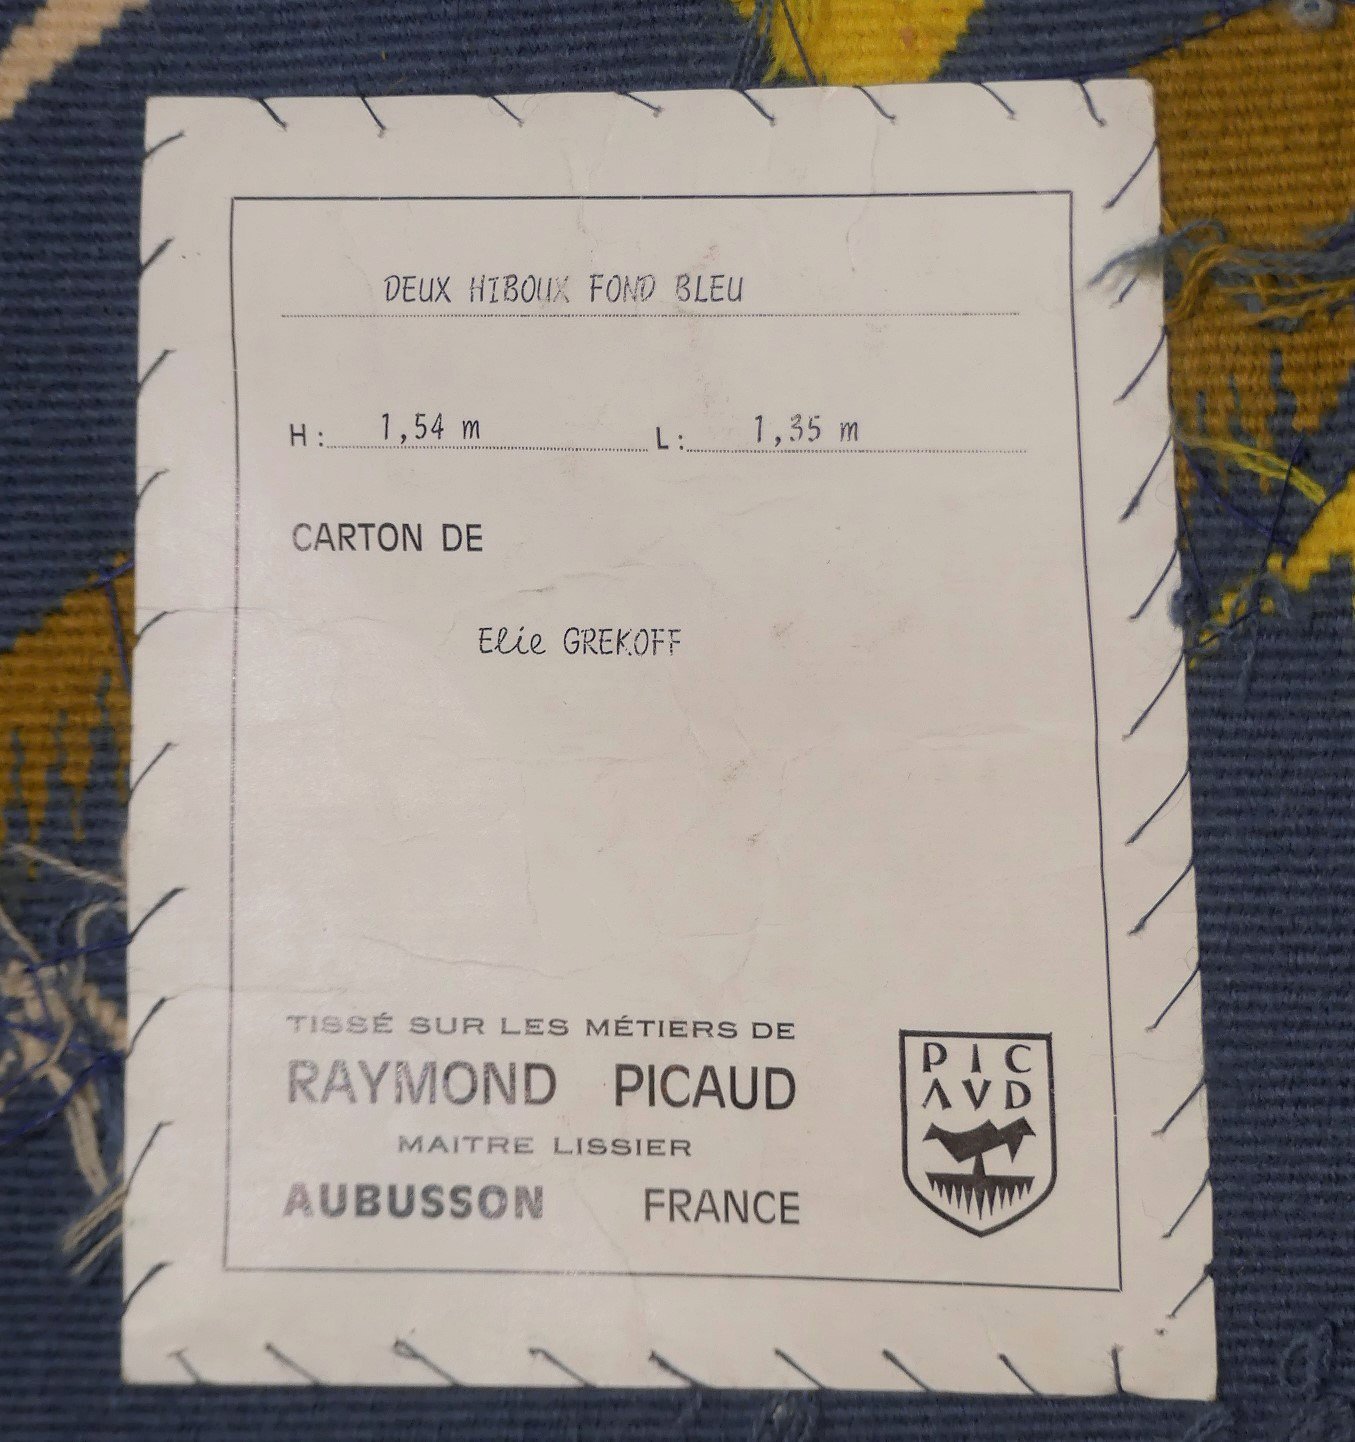 DEUX HIBOUX FOND BLEU
H: 1,54 m L: 1,35 m
CARTON DE
Elie GREKOFF
TISSÉ SUR LES MÉTIERS DE
RAYMOND PICAUD
MAITRE LISSIER
AUBUSSON FRANCE
PIC
AVD